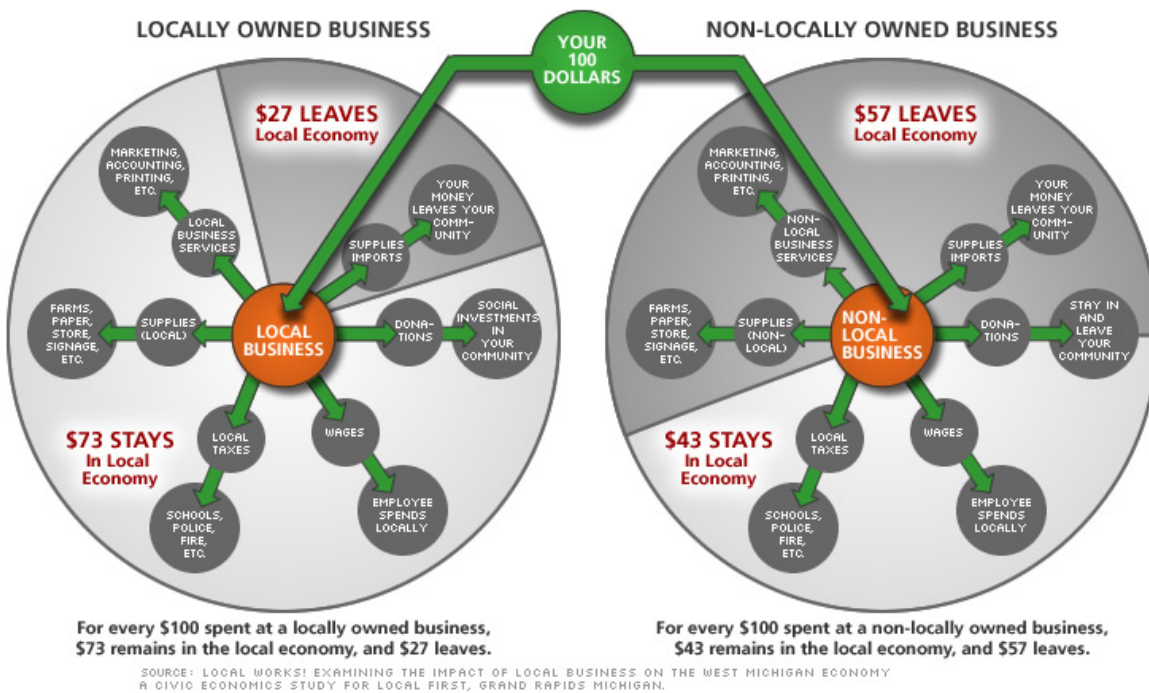 LOCALLY OWNED BUSINESS
YOUR
100
DOLLARS
NON-LOCALLY OWNED BUSINESS
$27 LEAVES
Local Economy
MARKETING,
ACCOUNTING,
PRINTING,
ETC.
YOUR
MONEY
LEAVES YOUR
COMM-
UNITY
LOCAL
BUSINESS
SERVICES
SUPPLIES
IMPORTS
FARMS,
PAPER,
STORE,
SIGNAGE,
ETC.
SUPPLIES
(LOCAL)
LOCAL
BUSINESS
DONA-
TIONS
SOCIAL
INVESTMENTS
IN
YOUR
COMMUNITY
$73 STAYS
In Local
Economy
LOCAL
TAXES
WAGES
SCHOOLS,
POLICE,
FIRE,
ETC.
EMPLOYEE
SPENDS
LOCALLY
For every $100 spent at a locally owned business,
$73 remains in the local economy, and $27 leaves.
$57 LEAVES
Local Economy
MARKETING,
ACCOUNTING,
PRINTING,
ETC.
YOUR
MONEY
LEAVES YOUR
COMM-
UNITY
NON-
LOCAL
BUSINESS
SERVICES
SUPPLIES
IMPORTS
FARMS,
PAPER,
STORE,
SIGNAGE,
ETC.
SUPPLIES
(NON-
LOCAL)
NON-
LOCAL
BUSINESS
DONA-
TIONS
STAY IN
AND
LEAVE
YOUR
COMMUNITY
$43 STAYS
In Local
Economy
LOCAL
TAXES
WAGES
SCHOOLS,
POLICE,
FIRE,
ETC.
EMPLOYEE
SPENDS
LOCALLY
For every $100 spent at a non-locally owned business,
$43 remains in the local economy, and $57 leaves.
SOURCE: LOCAL WORKS! EXAMINING THE IMPACT OF LOCAL BUSINESS ON THE WEST MICHIGAN ECONOMY
A CIVIC ECONOMICS STUDY FOR LOCAL FIRST, GRAND RAPIDS MICHIGAN.